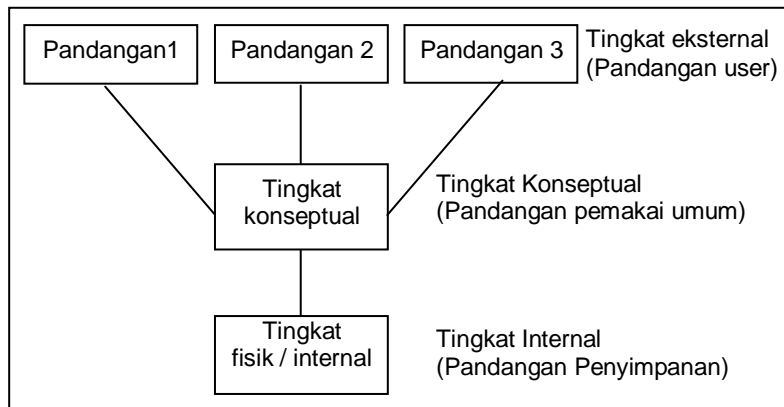 Pandangan1
Pandangan 2
Pandangan 3
Tingkat eksternal
(Pandangan user)
Tingkat
konseptual
Tingkat Konseptual
(Pandangan pemakai umum)
Tingkat
fisik / internal
Tingkat Internal
(Pandangan Penyimpanan)